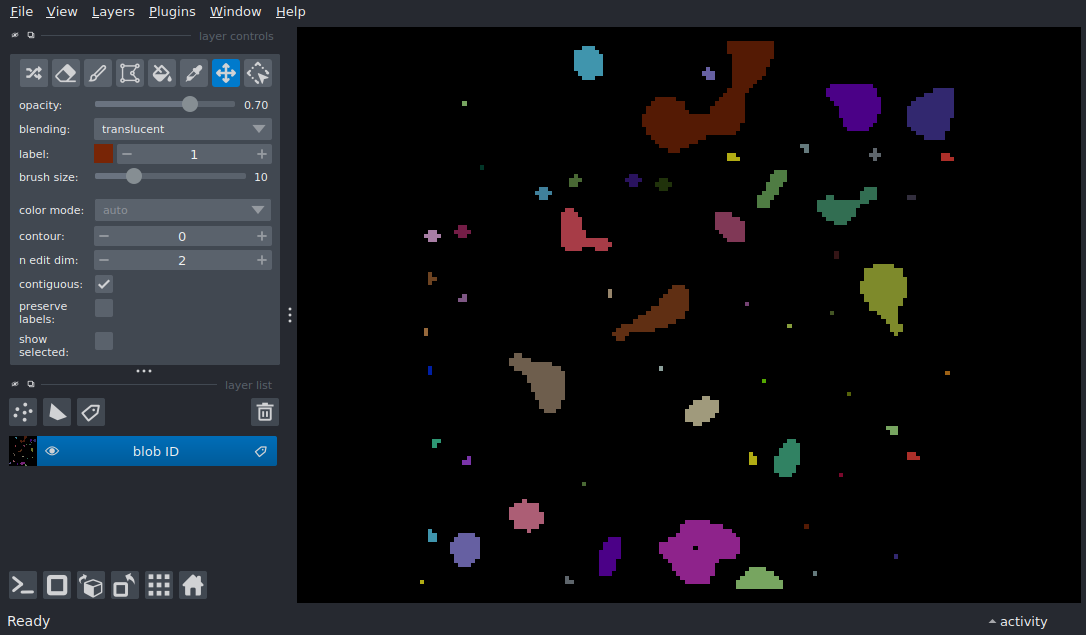 File View Layers Plugins Window Help
layer controls
opacity: 0.70
blending: translucent
label: 1
brush size: 10
color mode: auto
contour: 0
n edit dim: 2
contiguous:
preserve
labels:
show
selected:
layer list
blob ID
Ready
activity